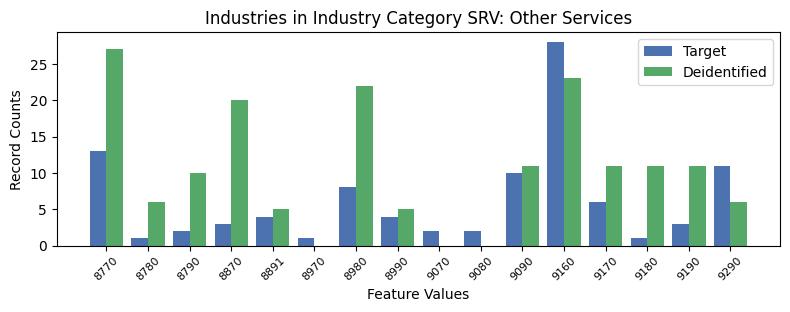 Industries in Industry Category SRV: Other Services
Target
Deidentified
Record Counts
25
20
15
10
5
0
8770 8780 8790 8870 8891 8970 8980 8990 9070 9080 9090 9160 9170 9180 9190 9290
Feature Values